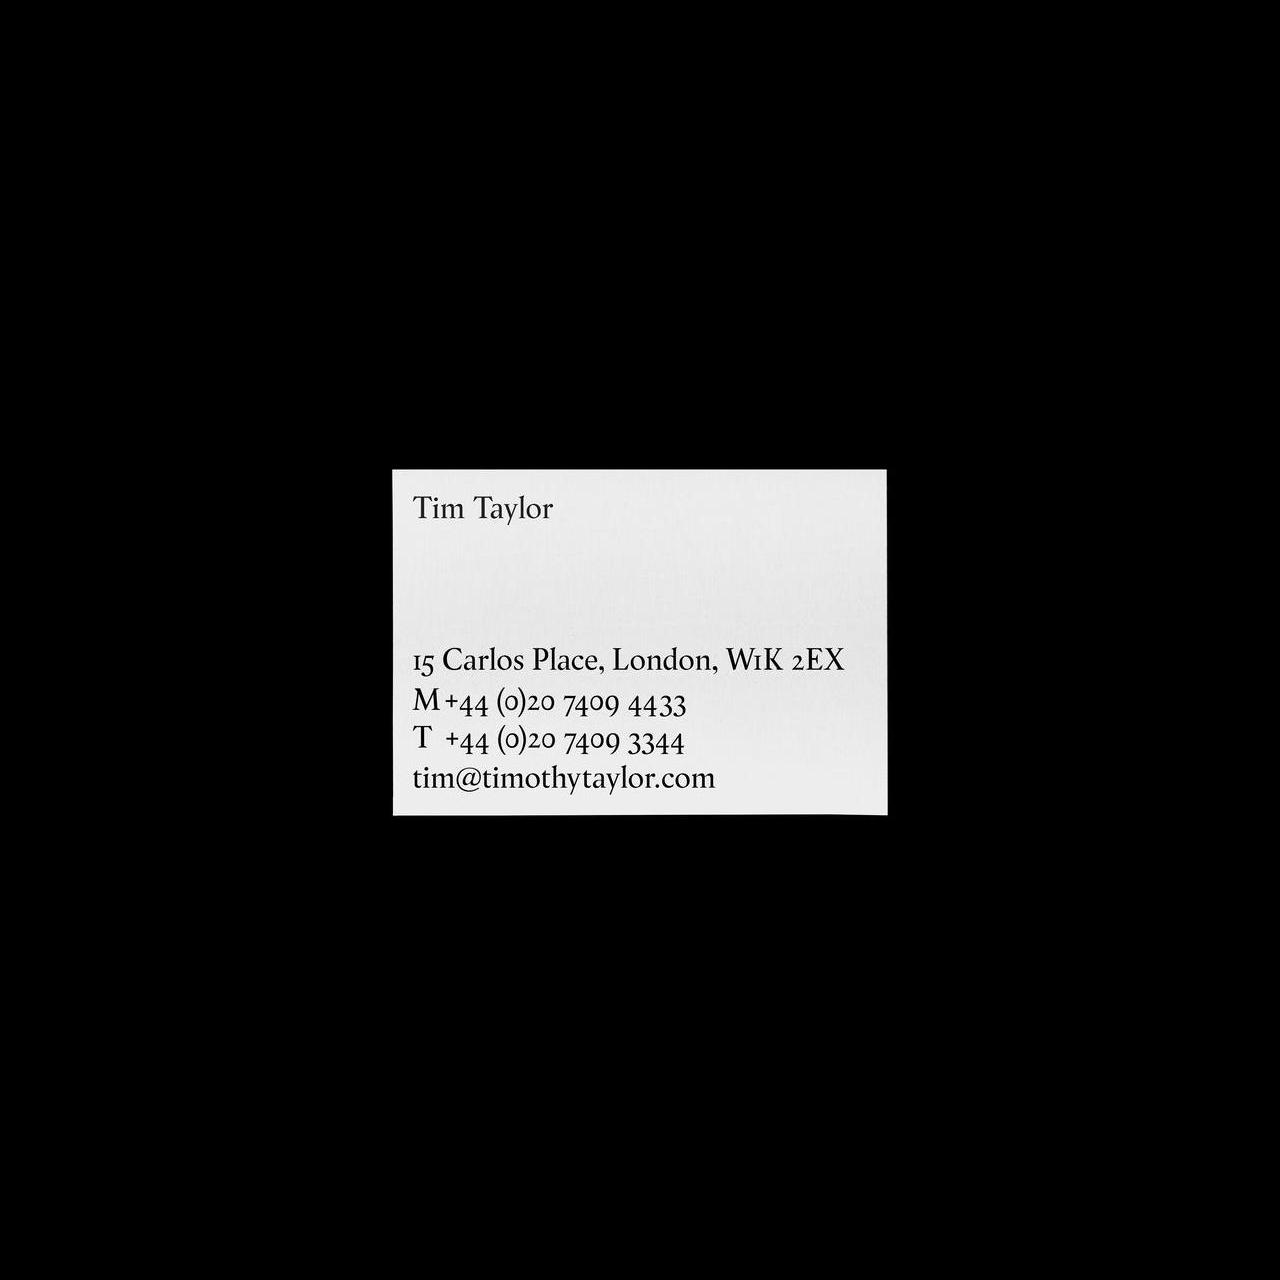 Tim Taylor
15 Carlos Place, London, W1K 2EX
M +44 (0)20 7409 4433
T +44 (0)20 7409 3344
tim@timothytaylor.com